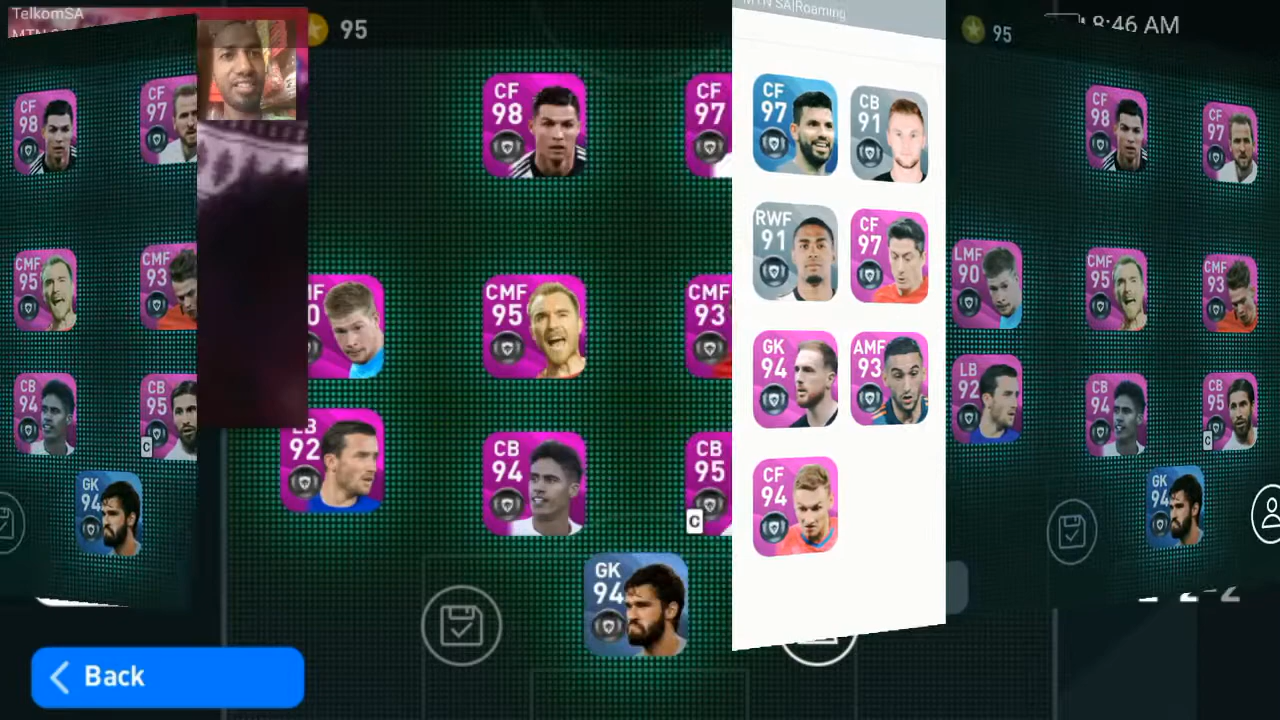 TelkomSA
95
MTN SA|Roaming
95
8:46 AM
CF
98
CF
97
CF
98
CF
97
CF
97
CB
91
CF
98
CF
97
RWF
91
CF
97
CMF
95
CMF
93
CMF
95
CMF
93
LMF
90
CMF
95
CMF
93
GK
94
AMF
93
CB
94
CB
95
C
LB
92
CB
94
CB
95
C
LB
92
CB
94
CB
95
C
CF
94
GK
94
GK
94
GK
94
Back